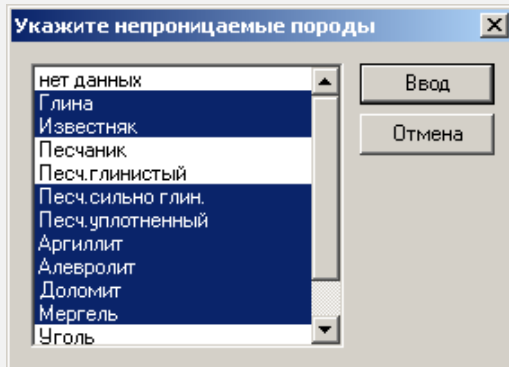 Укажите непроницаемые породы
нет данных
Глина
Известняк
Песчаник
Песч.глинистый
Песч.сильно глин.
Песч.уплотненный
Аргиллит
Алевролит
Доломит
Мергель
Уголь
Ввод
Отмена